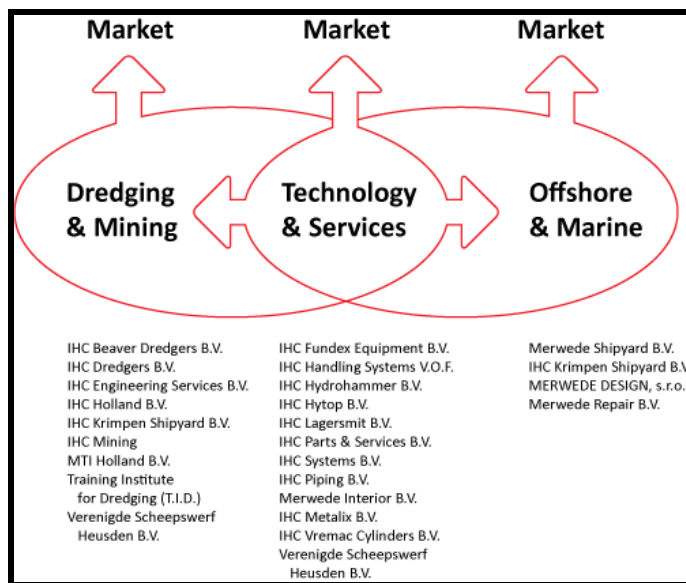 Market
Market
Market
Dredging
& Mining
Technology
& Services
Offshore
& Marine
IHC Beaver Dredgers B.V.
IHC Dredgers B.V.
IHC Engineering Services B.V.
IHC Holland B.V.
IHC Krimpen Shipyard B.V.
IHC Mining
MTI Holland B.V.
Training Institute
for Dredging (T.I.D.)
Verenigde Scheepswerf
Heusden B.V.
IHC Fundex Equipment B.V.
IHC Handling Systems V.O.F.
IHC Hydrohammer B.V.
IHC Hytop B.V.
IHC Lagersmit B.V.
IHC Parts & Services B.V.
IHC Systems B.V.
IHC Piping B.V.
Merwede Interior B.V.
IHC Metalix B.V.
IHC Vremac Cylinders B.V.
Verenigde Scheepswerf
Heusden B.V.
Merwede Shipyard B.V.
IHC Krimpen Shipyard B.V
MERWEDE DESIGN, s.r.o.
Merwede Repair B.V.